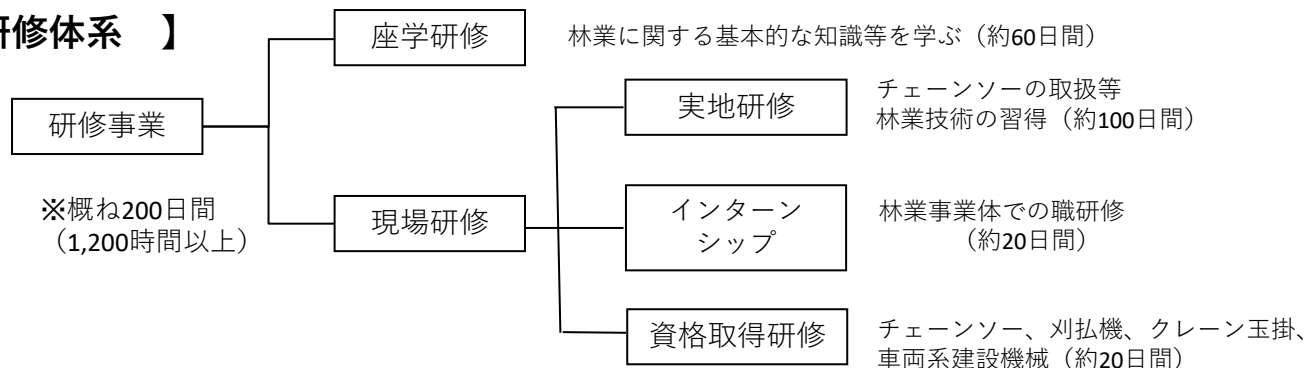 修体系 】
座学研修
林業に関する基本的な知識等を学ぶ（約60日間）
研修事業
※概ね200日間
（1,200時間以上）
実地研修
チェーンソーの取扱等
林業技術の習得（約100日間）
現場研修
インターン
シップ
林業事業体での職研修
（約20日間）
資格取得研修
チェーンソー、刈払機、クレーン玉掛、
車両系建設機械（約20日間）